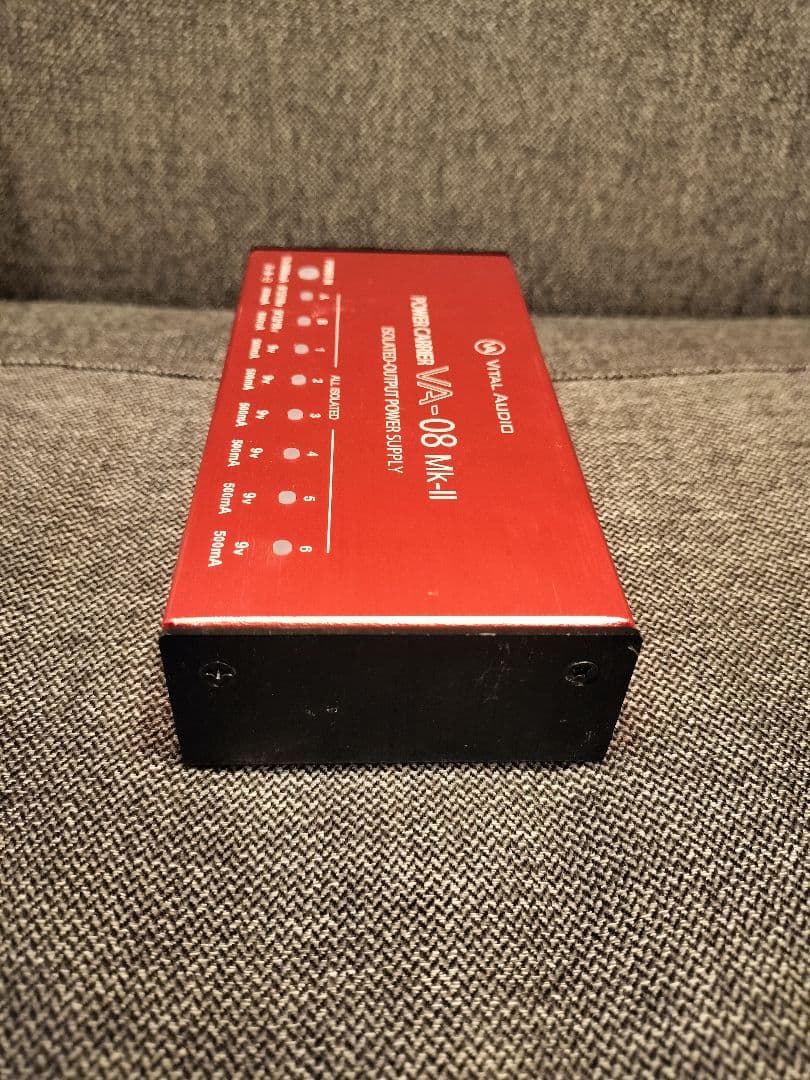 VITAL AUDIO
POWER CARRIER VA-08 Mk-II
ISOLATED-OUTPUT POWER SUPPLY
ALL ISOLATED
A B 1 2 3 4 5 6
9v 9v 9v 9v 9v 9v
500mA 500mA 500mA 500mA 500mA